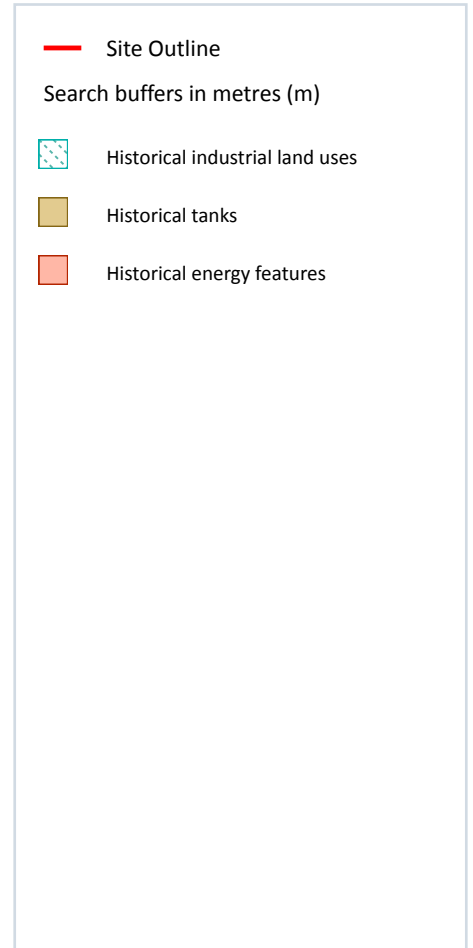 Site Outline
Search buffers in metres (m)
Historical industrial land uses
Historical tanks
Historical energy features